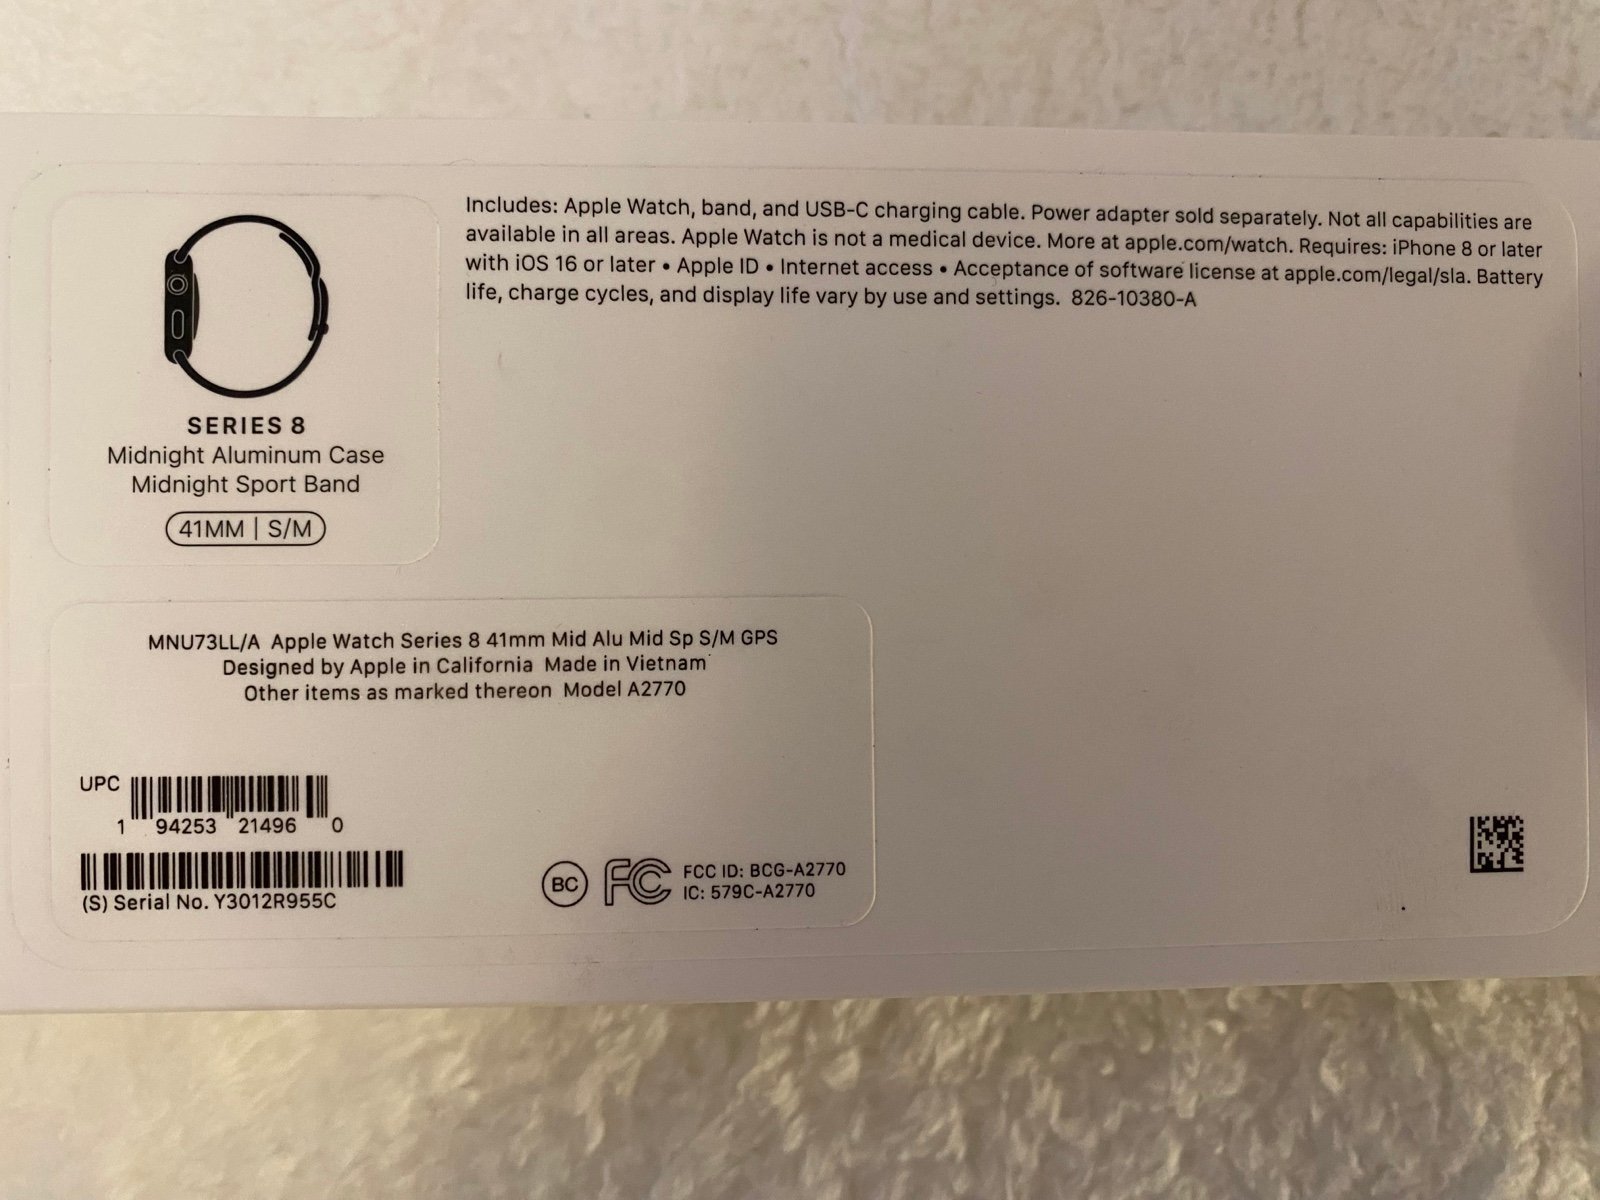 Includes: Apple Watch, band, and USB-C charging cable. Power adapter sold separately. Not all capabilities are
available in all areas. Apple Watch is not a medical device. More at apple.com/watch. Requires: iPhone 8 or later
with iOS 16 or later • Apple ID • Internet access • Acceptance of software license at apple.com/legal/sla. Battery
life, charge cycles, and display life vary by use and settings. 826-10380-A
SERIES 8
Midnight Aluminum Case
Midnight Sport Band
41MM | S/M
MNU73LL/A Apple Watch Series 8 41mm Mid Alu Mid Sp S/M GPS
Designed by Apple in California Made in Vietnam
Other items as marked thereon Model A2770
UPC
1 94253 21496 0
(S) Serial No. Y3012R955C
BC
FC
FCC ID: BCG-A2770
IC: 579C-A2770